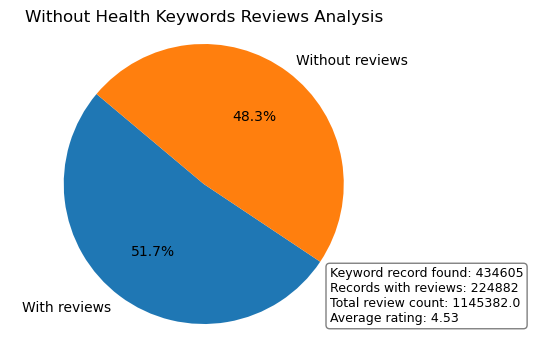 Without Health Keywords Reviews Analysis
Without reviews
48.3%
51.7%
With reviews
Keyword record found: 434605
Records with reviews: 224882
Total review count: 1145382.0
Average rating: 4.53